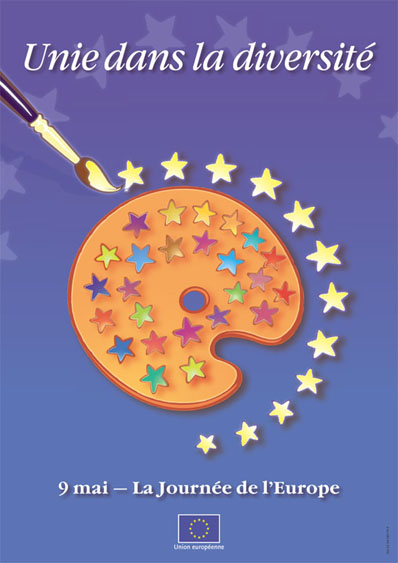 Unie dans la diversité
9 mai – La Journée de l'Europe
Union européenne